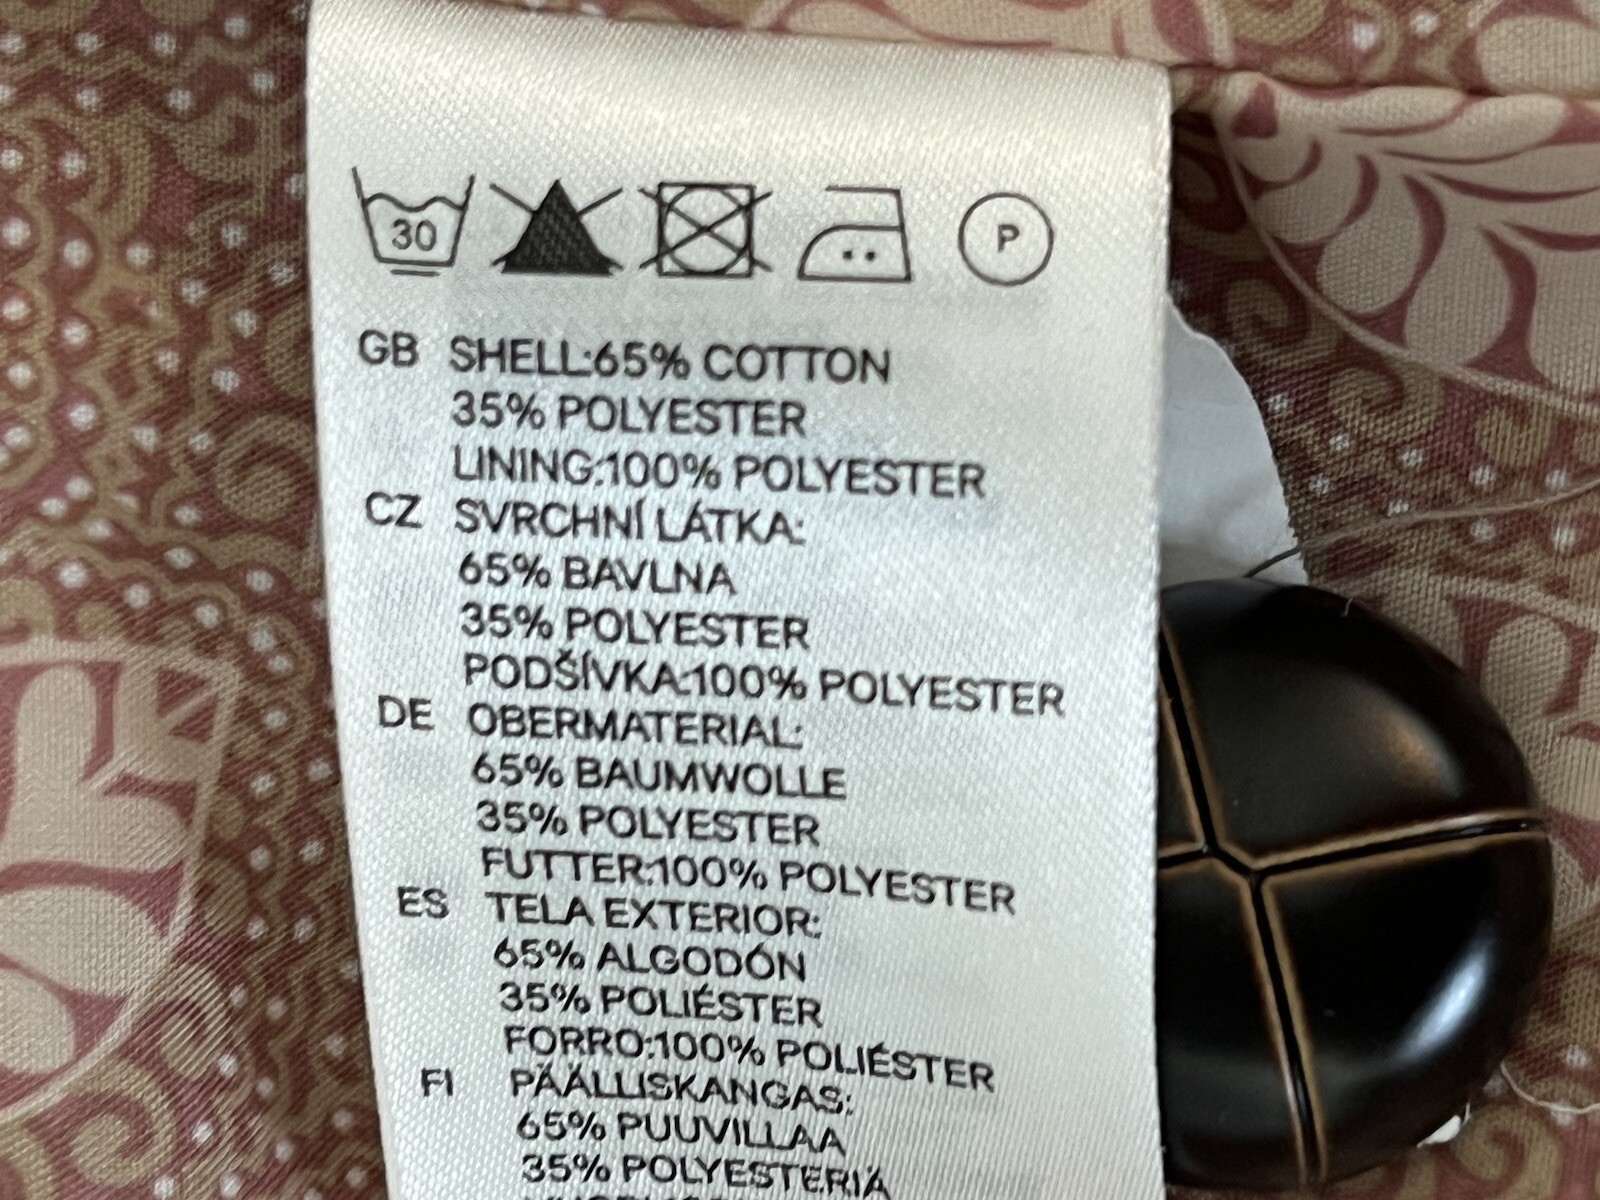 30
P
GB SHELL:65% COTTON
35% POLYESTER
LINING:100% POLYESTER
CZ SVRCHNÍ LÁTKA:
65% BAVLNA
35% POLYESTER
PODŠÍVKA:100% POLYESTER
DE OBERMATERIAL:
65% BAUMWOLLE
35% POLYESTER
FUTTER:100% POLYESTER
ES TELA EXTERIOR:
65% ALGODÓN
35% POLIÉSTER
FORRO:100% POLIÉSTER
FI PÄÄLLISKANGAS:
65% PUUVILLAA
35% POLYESTERIÄ